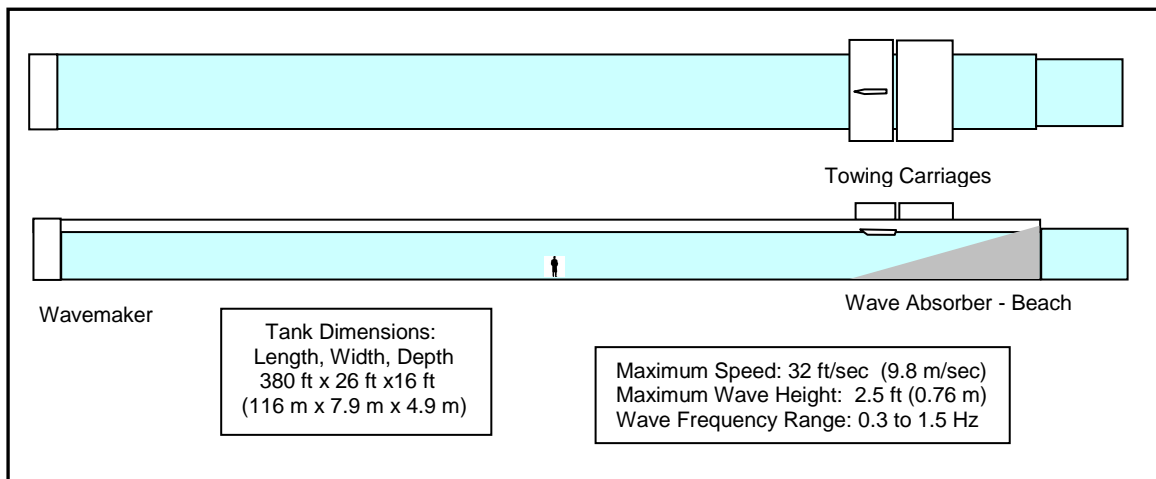 Towing Carriages
Wavemaker
Wave Absorber - Beach
Tank Dimensions:
Length, Width, Depth
380 ft x 26 ft x16 ft
(116 m x 7.9 m x 4.9 m)
Maximum Speed: 32 ft/sec  (9.8 m/sec)
Maximum Wave Height:  2.5 ft (0.76 m)
Wave Frequency Range: 0.3 to 1.5 Hz